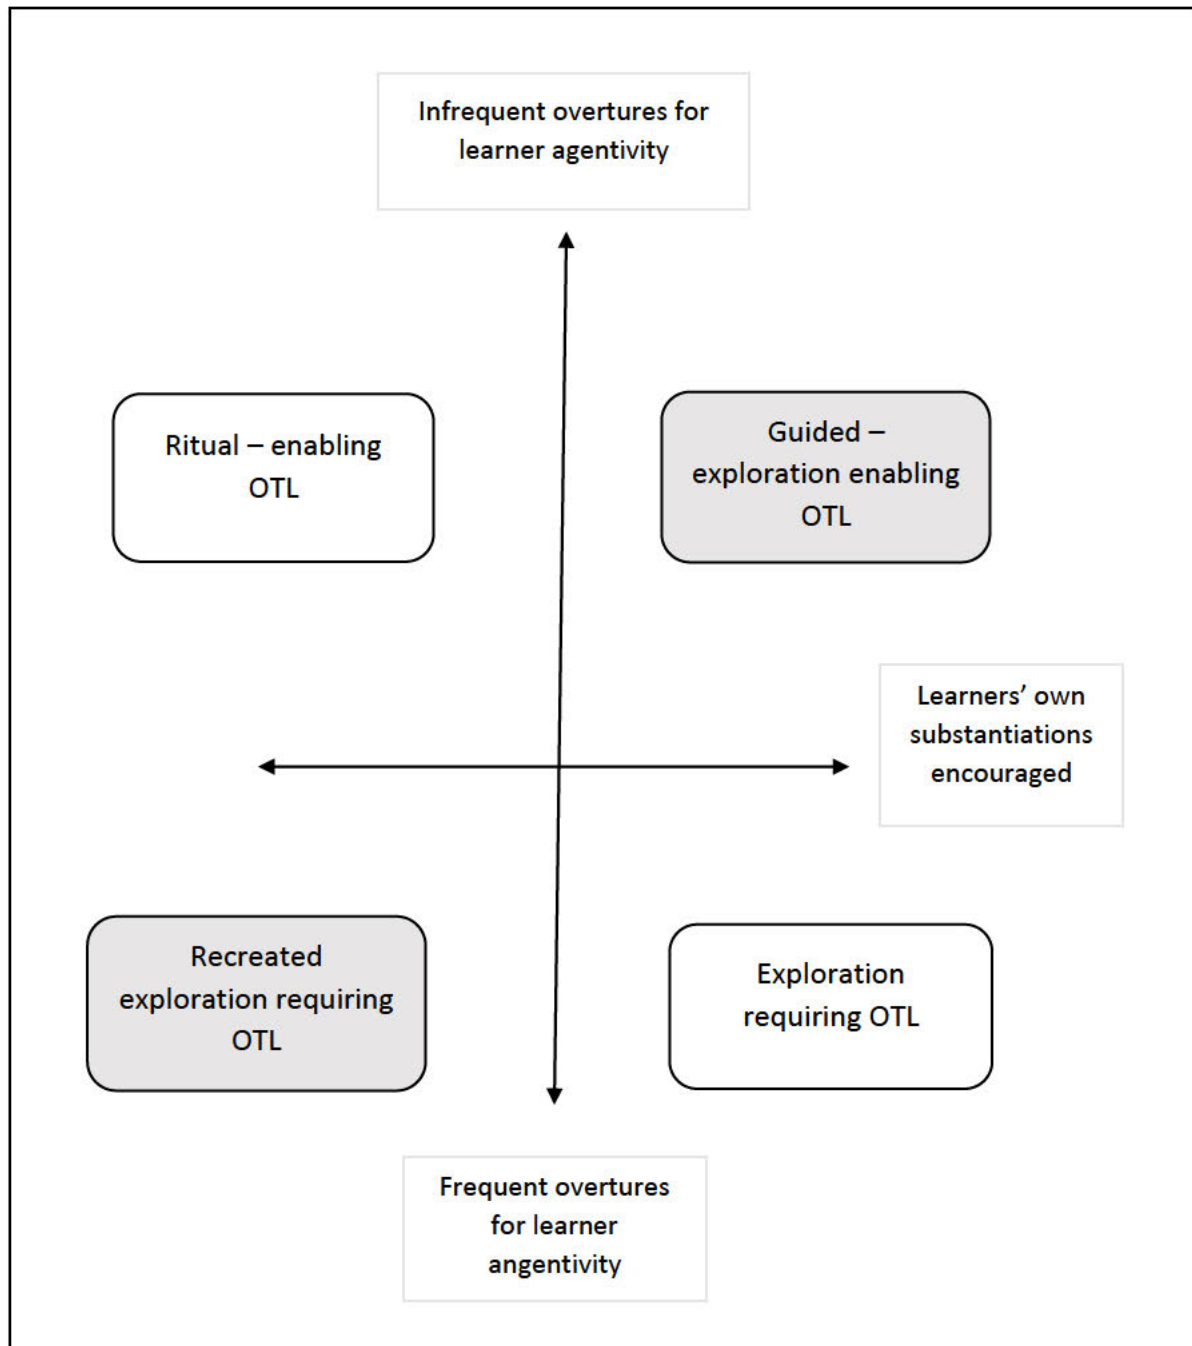 Infrequent overtures for
learner agentivity
Ritual – enabling
OTL
Guided –
exploration enabling
OTL
Learners’ own
substantiations
encouraged
Recreated
exploration requiring
OTL
Exploration
requiring OTL
Frequent overtures
for learner
angentivity